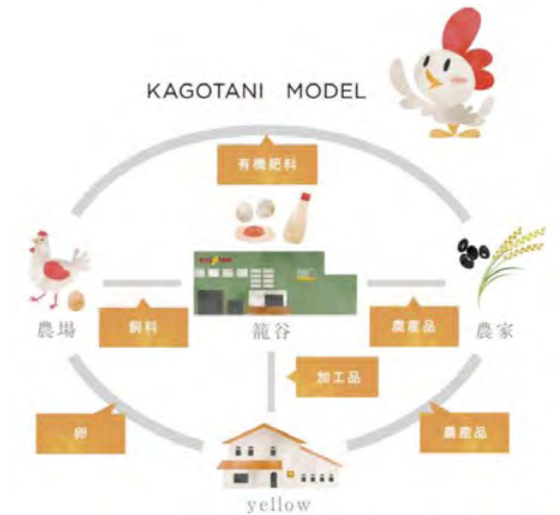 KAGOTANI MODEL
有機肥料
農場
飼料
籠谷
農産品
農家
加工品
卵
農産品
yellow